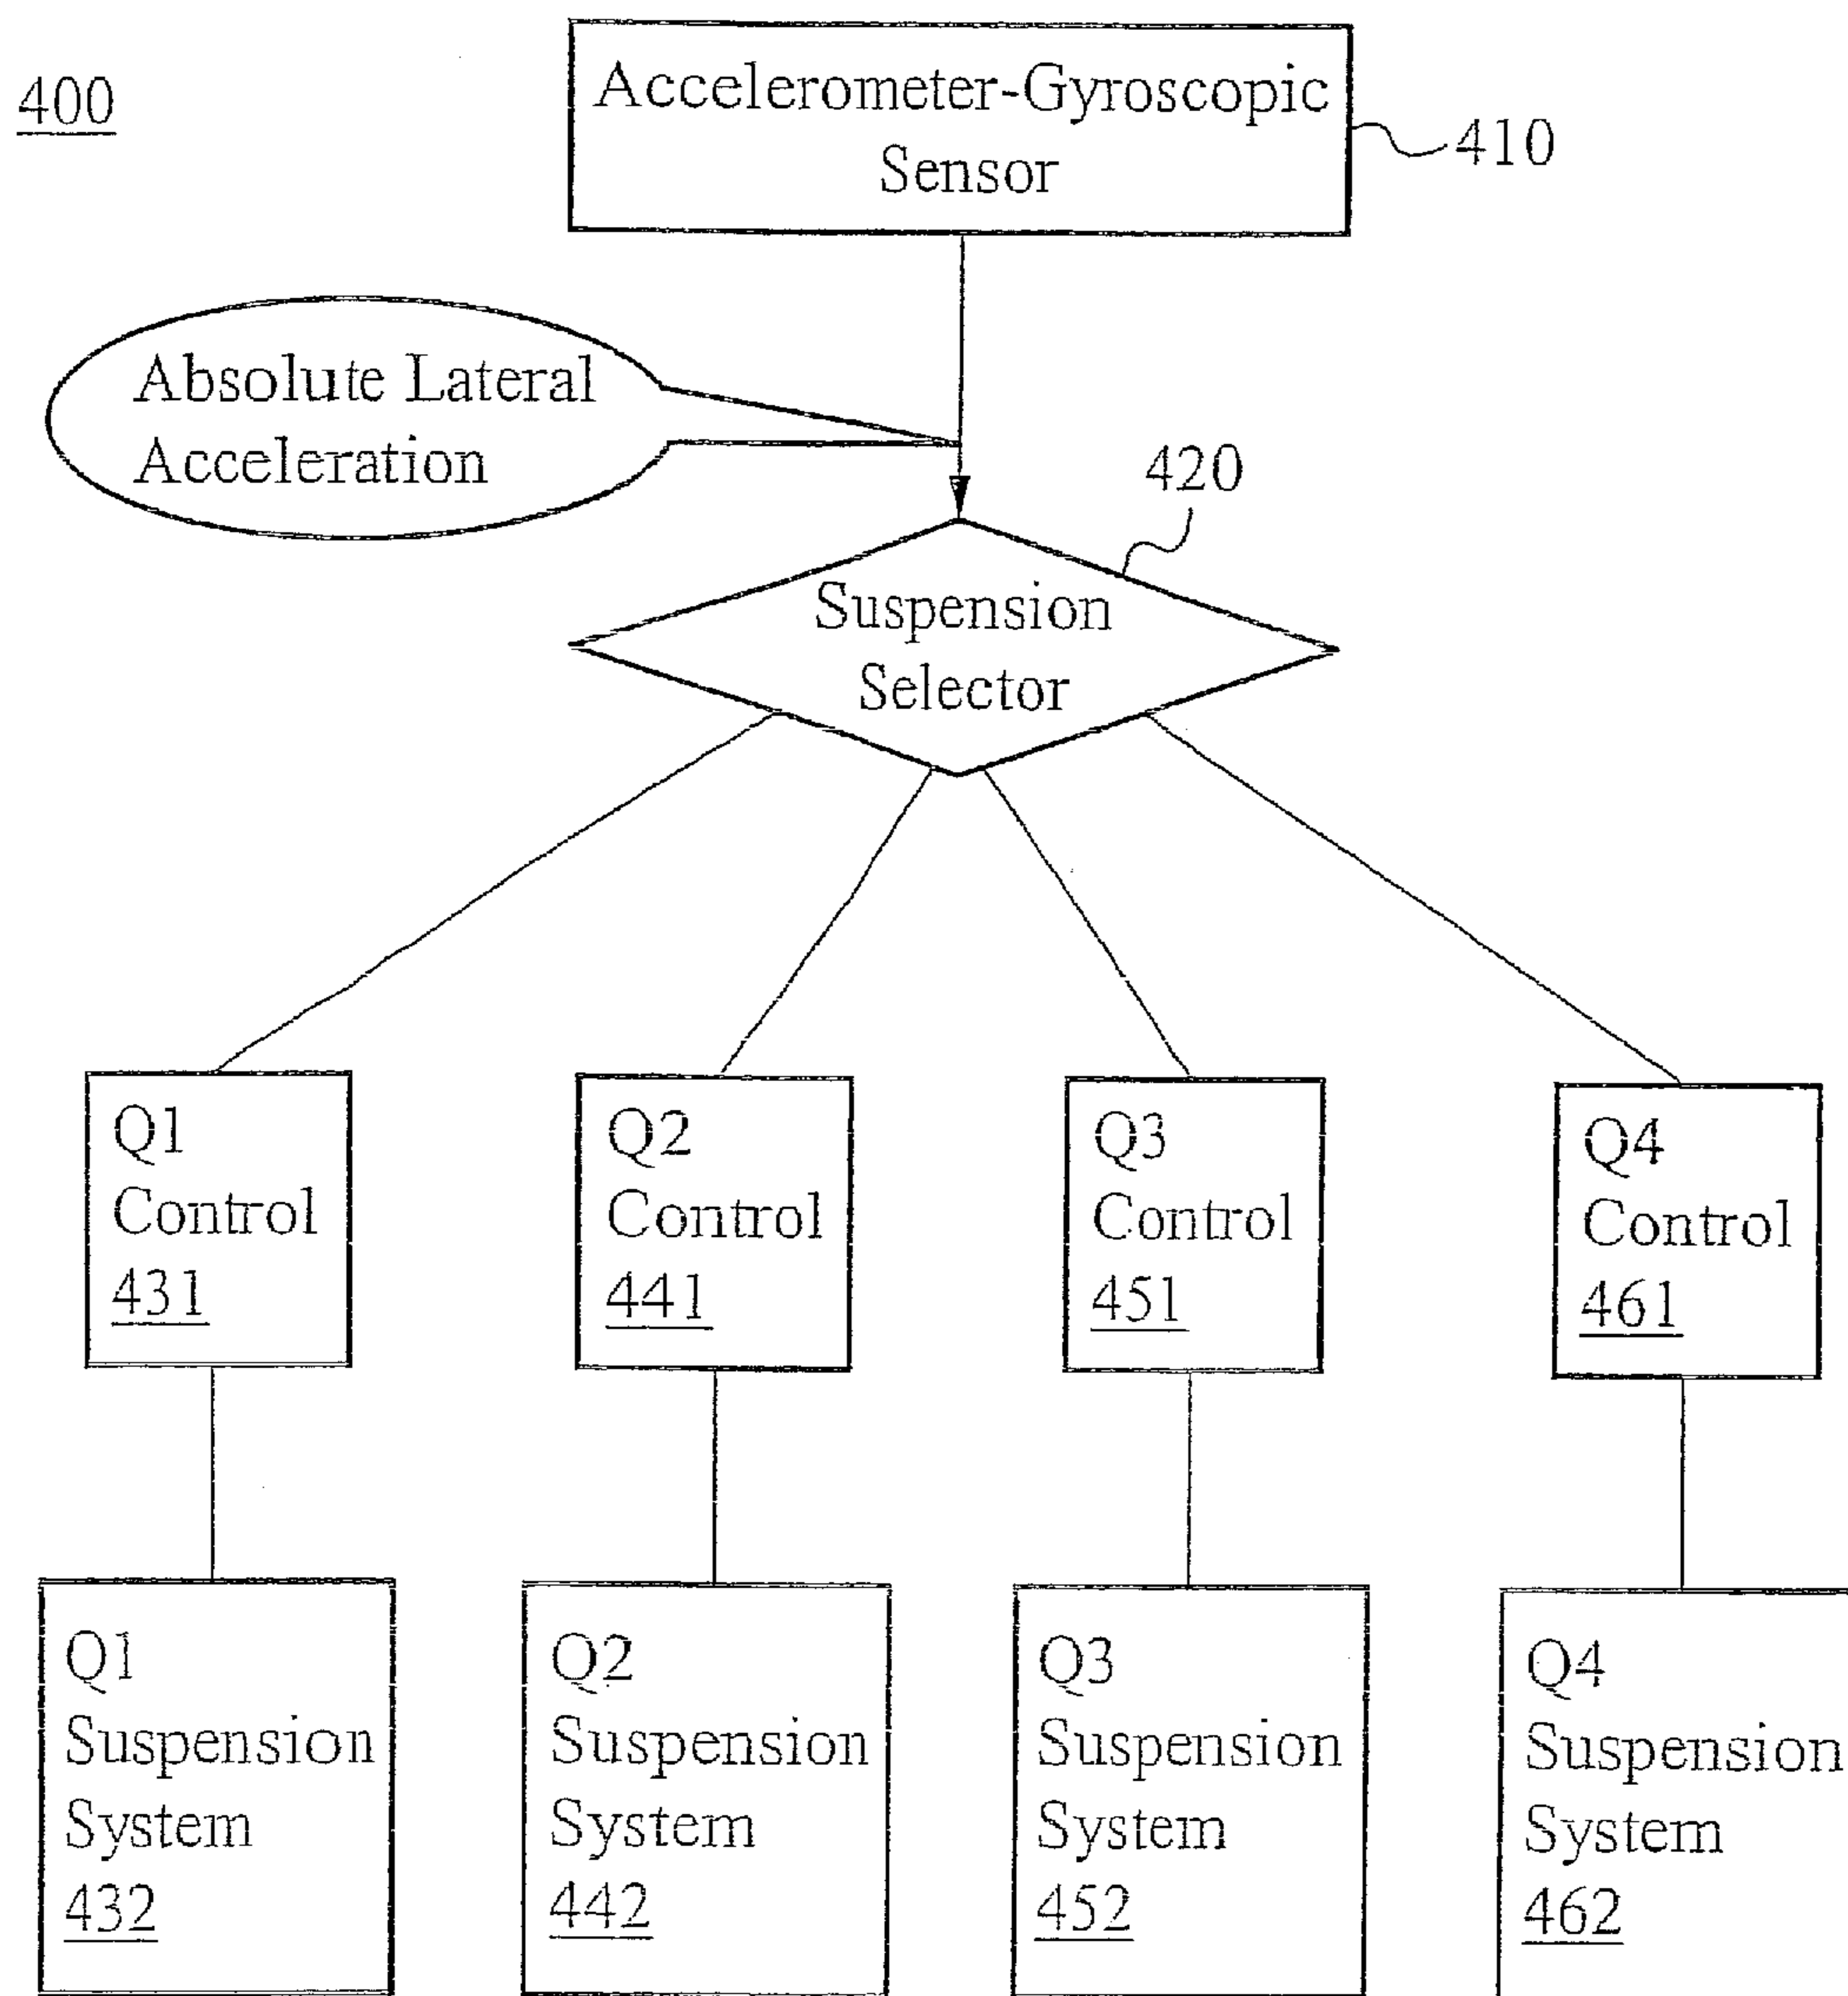 400
Accelerometer-Gyroscopic
Sensor
410
Absolute Lateral
Acceleration
420
Suspension
Selector
Q1
Control
431
Q2
Control
441
Q3
Control
451
Q4
Control
461
Q1
Suspension
System
432
Q2
Suspension
System
442
Q3
Suspension
System
452
Q4
Suspension
System
462